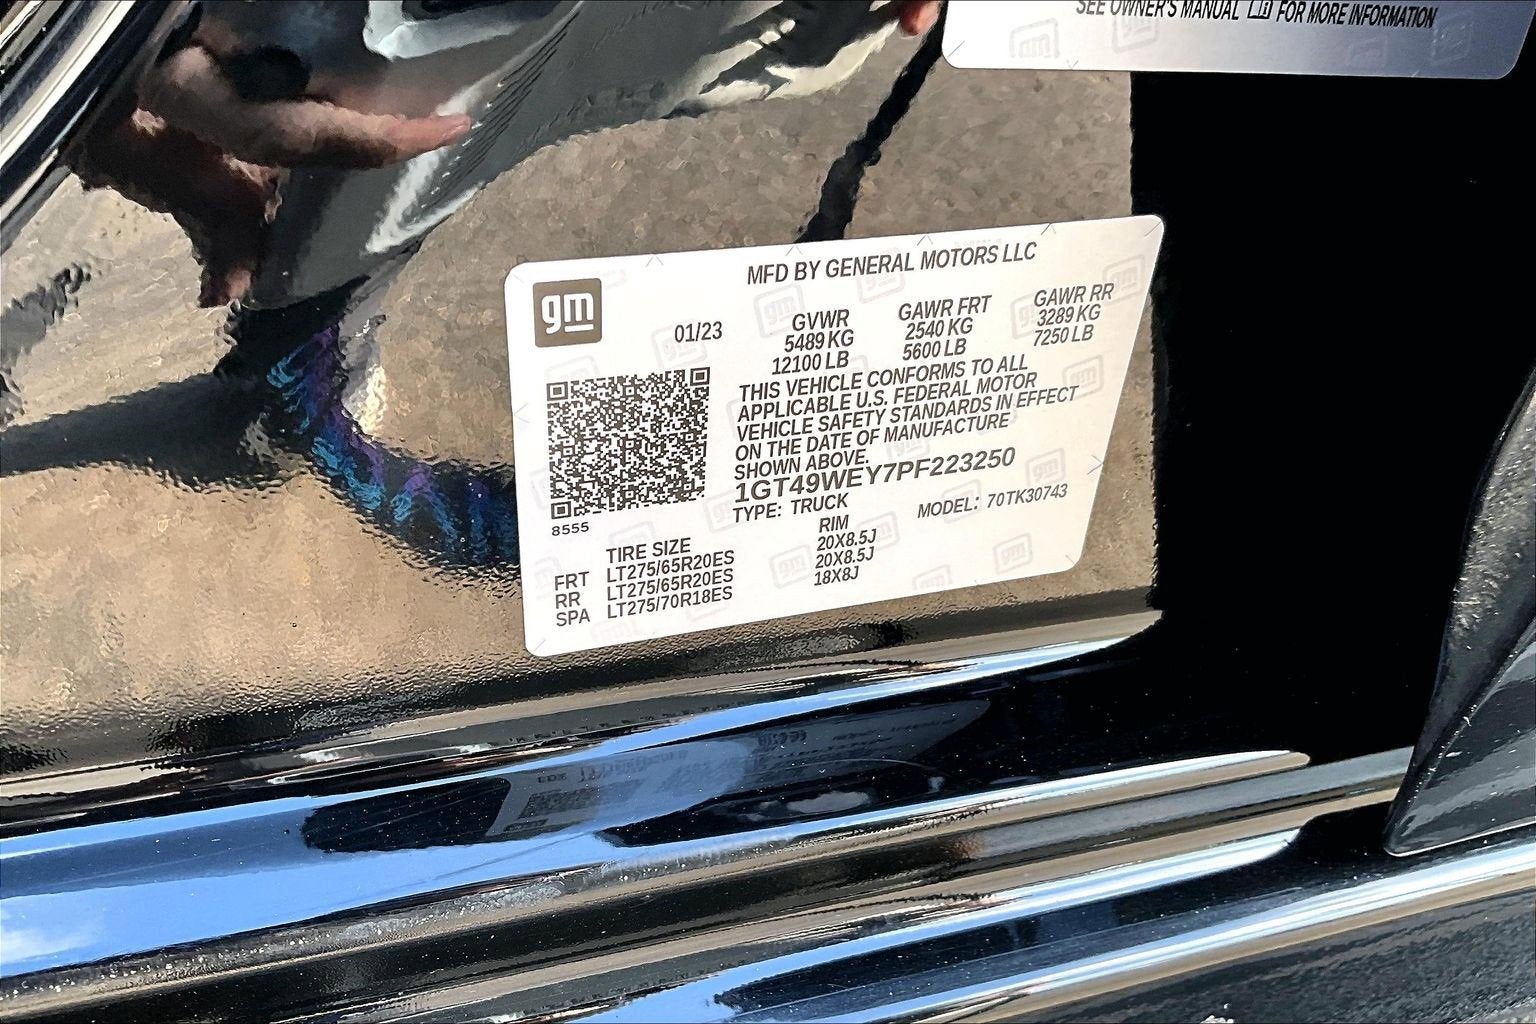 SEE OWNER'S MANUAL FOR MORE INFORMATION
gm
MFD BY GENERAL MOTORS LLC
01/23
GVWR GAWR FRT GAWR RR
5489 KG 2540 KG 3289 KG
12100 LB 5600 LB 7250 LB
THIS VEHICLE CONFORMS TO ALL
APPLICABLE U.S. FEDERAL MOTOR
VEHICLE SAFETY STANDARDS IN EFFECT
ON THE DATE OF MANUFACTURE
SHOWN ABOVE.
1GT49WEY7PF223250
TYPE: TRUCK MODEL: 70TK30743
8555
TIRE SIZE RIM
FRT LT275/65R20ES 20X8.5J
RR LT275/65R20ES 20X8.5J
SPA LT275/70R18ES 18X8J